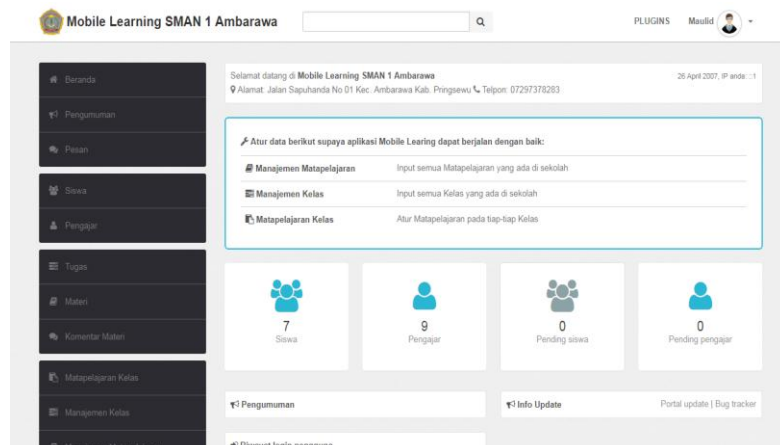 Mobile Learning SMAN 1 Ambarawa
PLUGINS Maulid
Beranda
Pengumuman
Pesan
Siswa
Pengajar
Tugas
Materi
Komentar Materi
Matapelajaran Kelas
Manajemen Kelas
Selamat datang di Mobile Learning SMAN 1 Ambarawa
26 April 2007, IP anda ::1
Alamat: Jalan Sapuhanda No 01 Kec. Ambarawa Kab. Pringsewu Telpon: 07297378283
Atur data berikut supaya aplikasi Mobile Learing dapat berjalan dengan baik:
Manajemen Matapelajaran Input semua Matapelajaran yang ada di sekolah
Manajemen Kelas Input semua Kelas yang ada di sekolah
Matapelajaran Kelas Atur Matapelajaran pada tiap-tiap Kelas
7
Siswa
9
Pengajar
0
Pending siswa
0
Pending pengajar
Pengumuman
Info Update
Portal update | Bug tracker